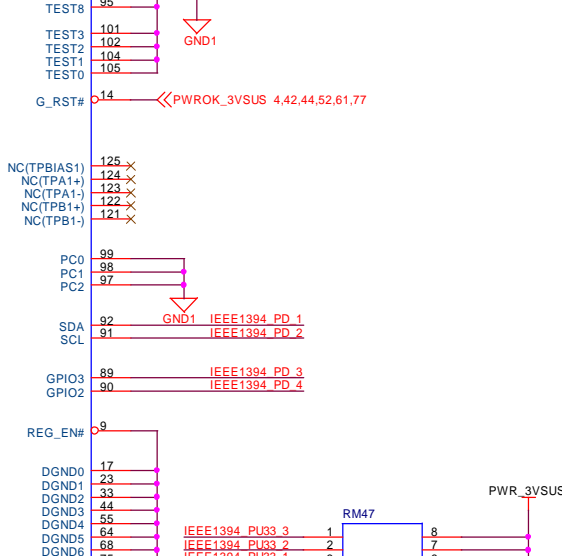 TEST8 95
GND1
TEST3 101
TEST2 102
TEST1 104
TEST0 105
G_RST# 14 PWROK_3VSUS 4,42,44,52,61,77
NC(TPBIAS1) 125
NC(TPA1+) 124
NC(TPA1-) 123
NC(TPB1+) 122
NC(TPB1-) 121
PC0 99
PC1 98
PC2 97
GND1
SDA 92 IEEE1394_PD_1
SCL 91 IEEE1394_PD_2
GPIO3 89 IEEE1394_PD_3
GPIO2 90 IEEE1394_PD_4
REG_EN# 9
DGND0 17
DGND1 23
DGND2 33
DGND3 44
DGND4 55
DGND5 64
DGND6 68
PWR_3VSUS
RM47
IEEE1394_PU33_3 1 8
IEEE1394_PU33_2 2 7
IEEE1394_PU33_1